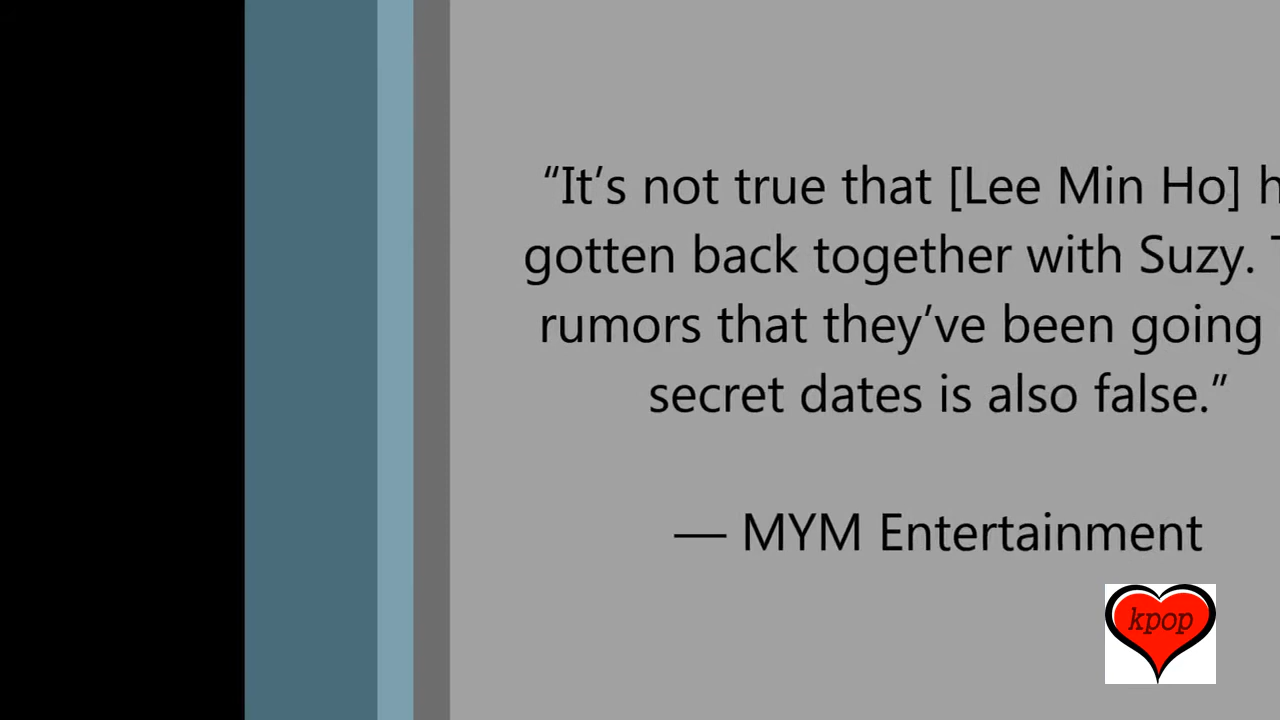 “It’s not true that [Lee Min Ho]
gotten back together with Suzy.
rumors that they’ve been going
secret dates is also false.”
— MYM Entertainment
kpop